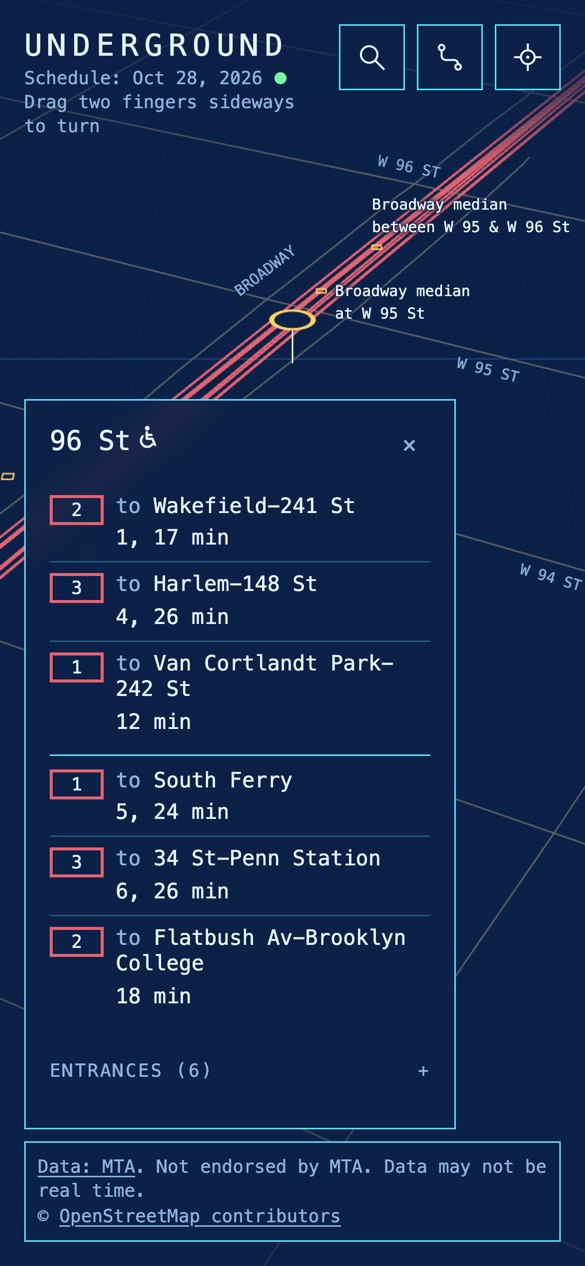 UNDERGROUND
Schedule: Oct 28, 2026
Drag two fingers sideways
to turn
W 96 ST
Broadway median
between W 95 & W 96 St
BROADWAY
Broadway median
at W 95 St
W 95 ST
96 St
×
2 to Wakefield–241 St
1, 17 min
W 94 ST
3 to Harlem–148 St
4, 26 min
1 to Van Cortlandt Park–
242 St
12 min
1 to South Ferry
5, 24 min
3 to 34 St–Penn Station
6, 26 min
2 to Flatbush Av–Brooklyn
College
18 min
ENTRANCES (6) +
Data: MTA. Not endorsed by MTA. Data may not be
real time.
© OpenStreetMap contributors